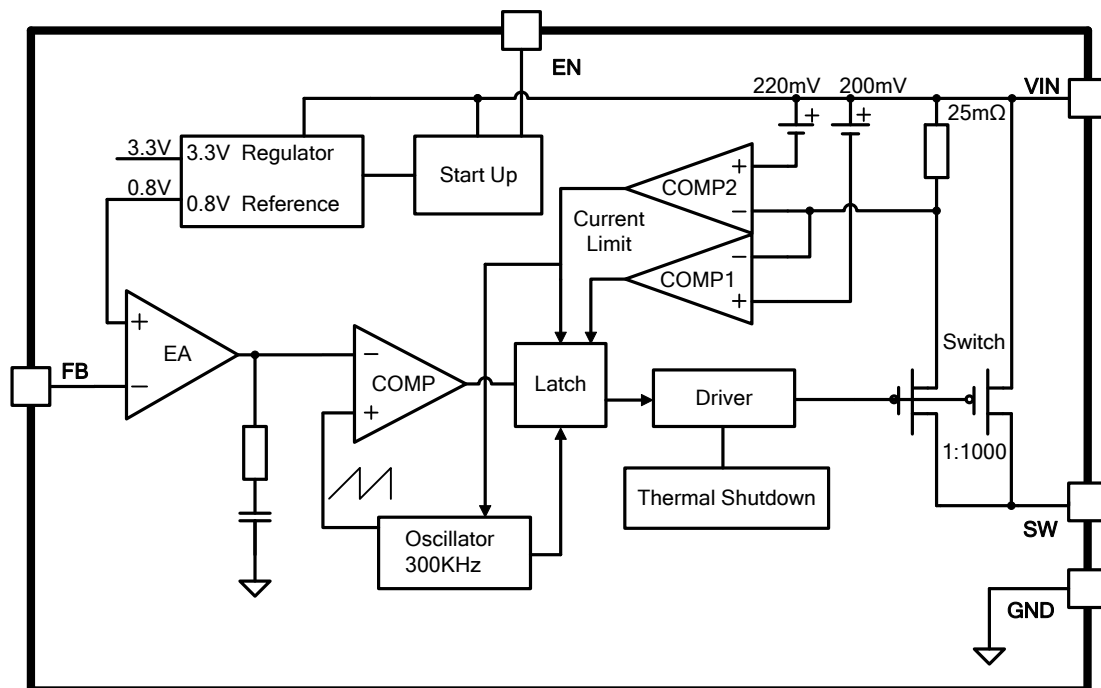 EN
220mV
200mV
VIN
+
+
25mΩ
3.3V
3.3V Regulator
0.8V
0.8V Reference
Start Up
+
COMP2
−
Current
Limit
−
COMP1
+
+
EA
−
FB
−
COMP
+
Latch
Driver
Switch
1:1000
Thermal Shutdown
Oscillator
300KHz
SW
GND